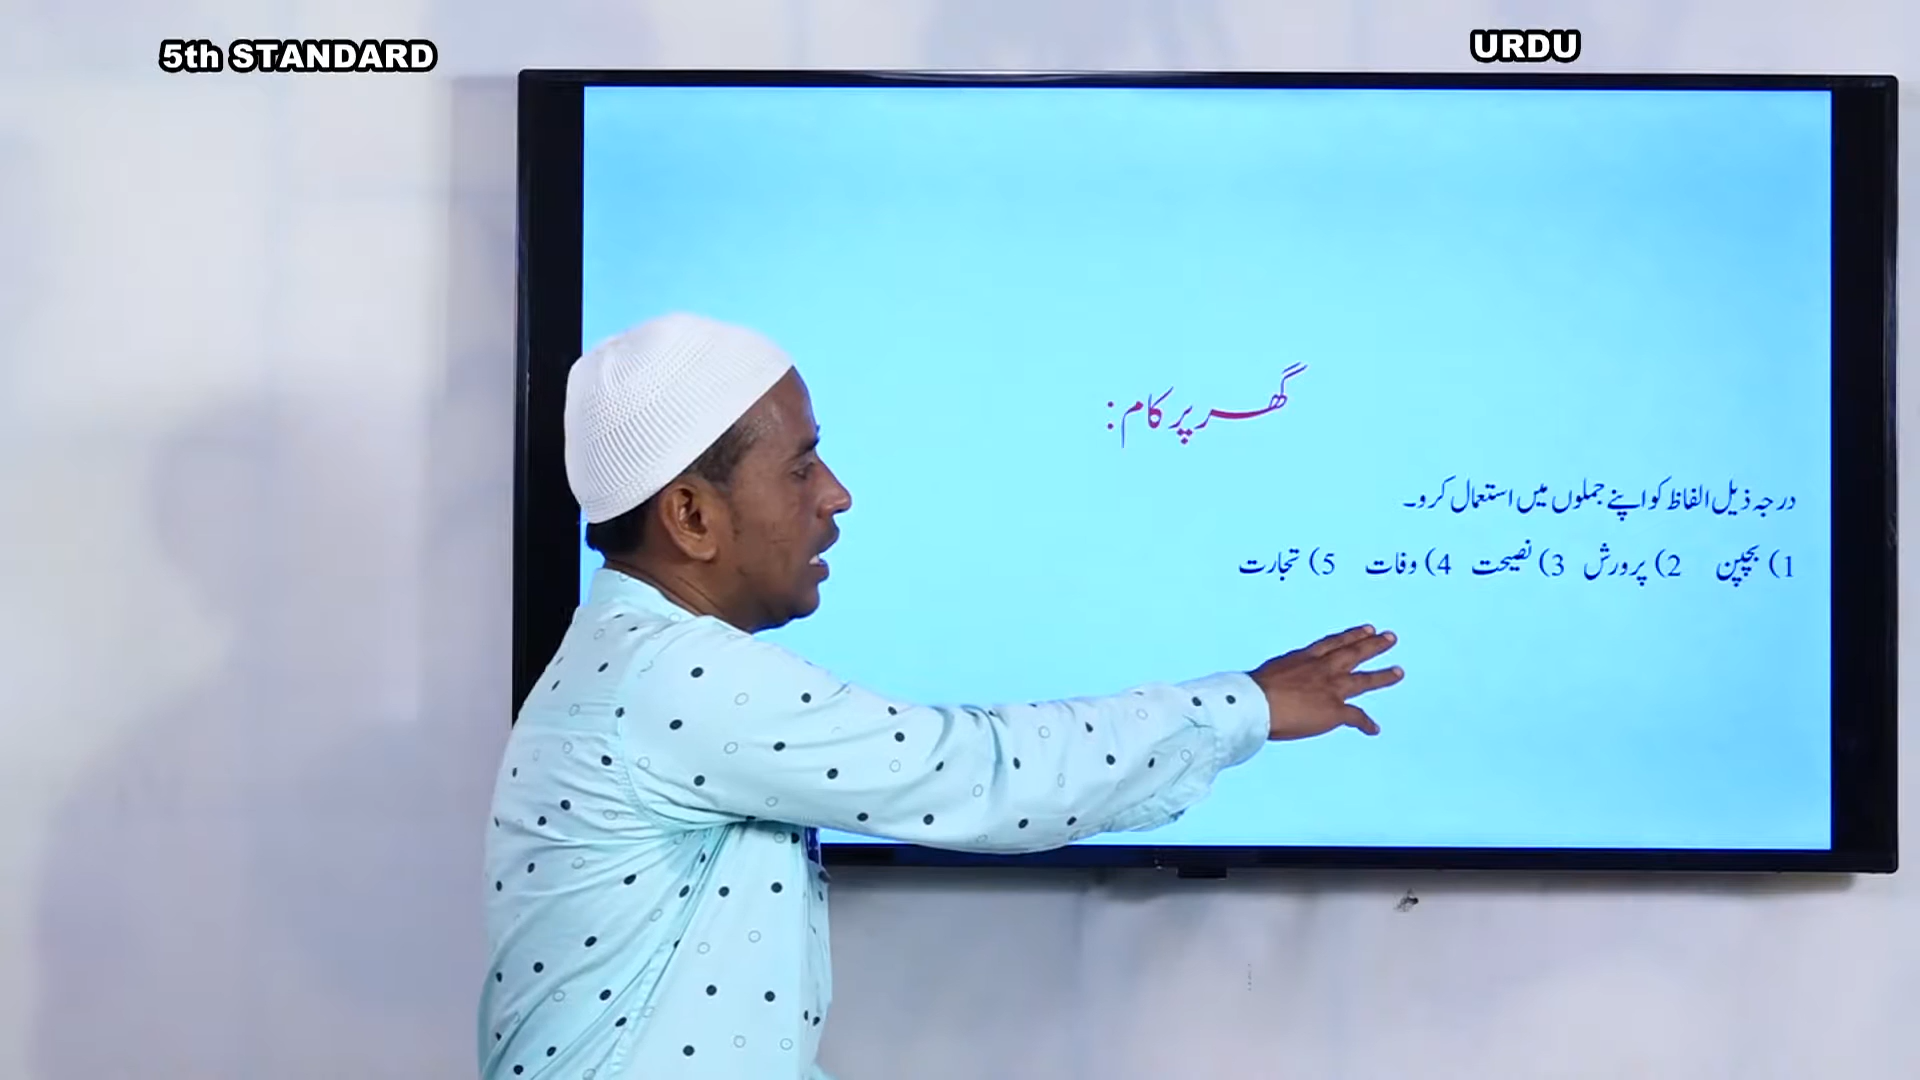 5th STANDARD
URDU
گھر پر کام :
درجہ ذیل الفاظ کو اپنے جملوں میں استعمال کرو۔
1) بچپن 2) پرورش 3) نصیحت 4) وفات 5) تجارت